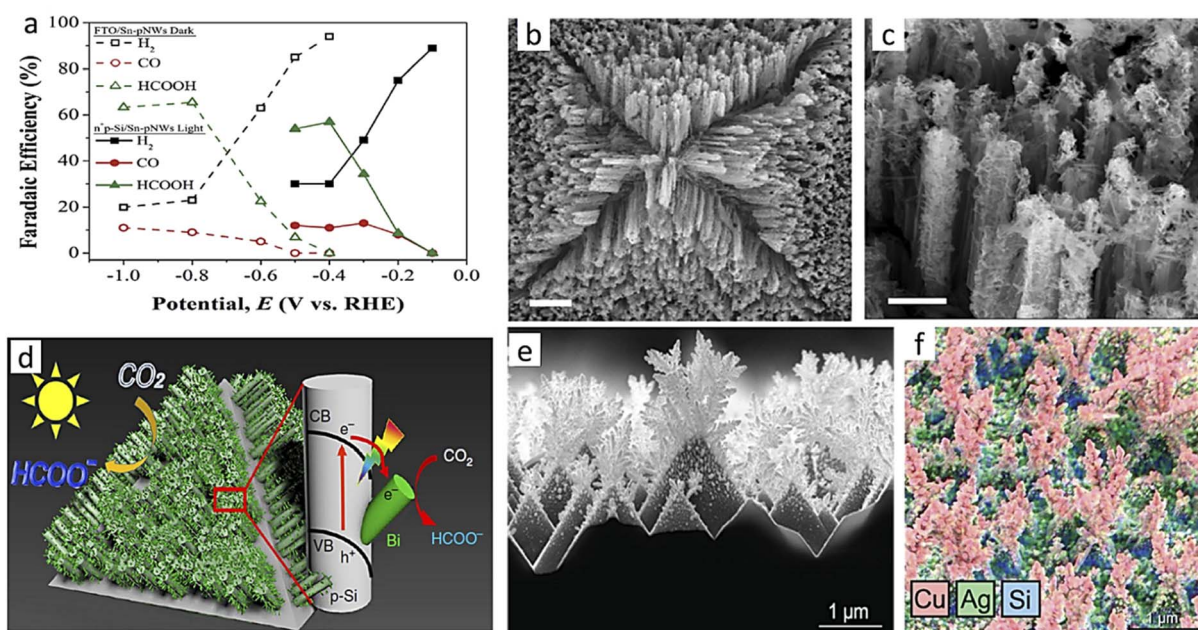 a
FTO/Sn-pNWs Dark
H₂
CO
HCOOH
n⁺p-Si/Sn-pNWs Light
H₂
CO
HCOOH
Faradaic Efficiency (%)
100
80
60
40
20
0
-1.0
-0.8
-0.6
-0.4
-0.2
0.0
Potential, E (V vs. RHE)
b
c
d
CO₂
HCOO⁻
CB
e⁻
e⁻
CO₂
HCOO⁻
Bi
VB
h⁺
p-Si
e
1 μm
f
Cu Ag Si
1 μm